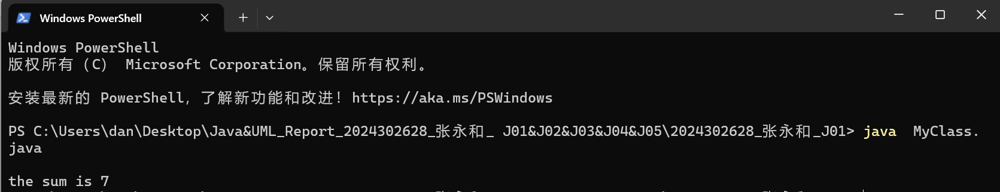 Windows PowerShell
Windows PowerShell
版权所有（C） Microsoft Corporation。保留所有权利。
安装最新的 PowerShell，了解新功能和改进！https://aka.ms/PSWindows
PS C:\Users\dan\Desktop\Java&UML_Report_2024302628_张永和_ J01&J02&J03&J04&J05\2024302628_张永和_J01> java  MyClass.
java
the sum is 7